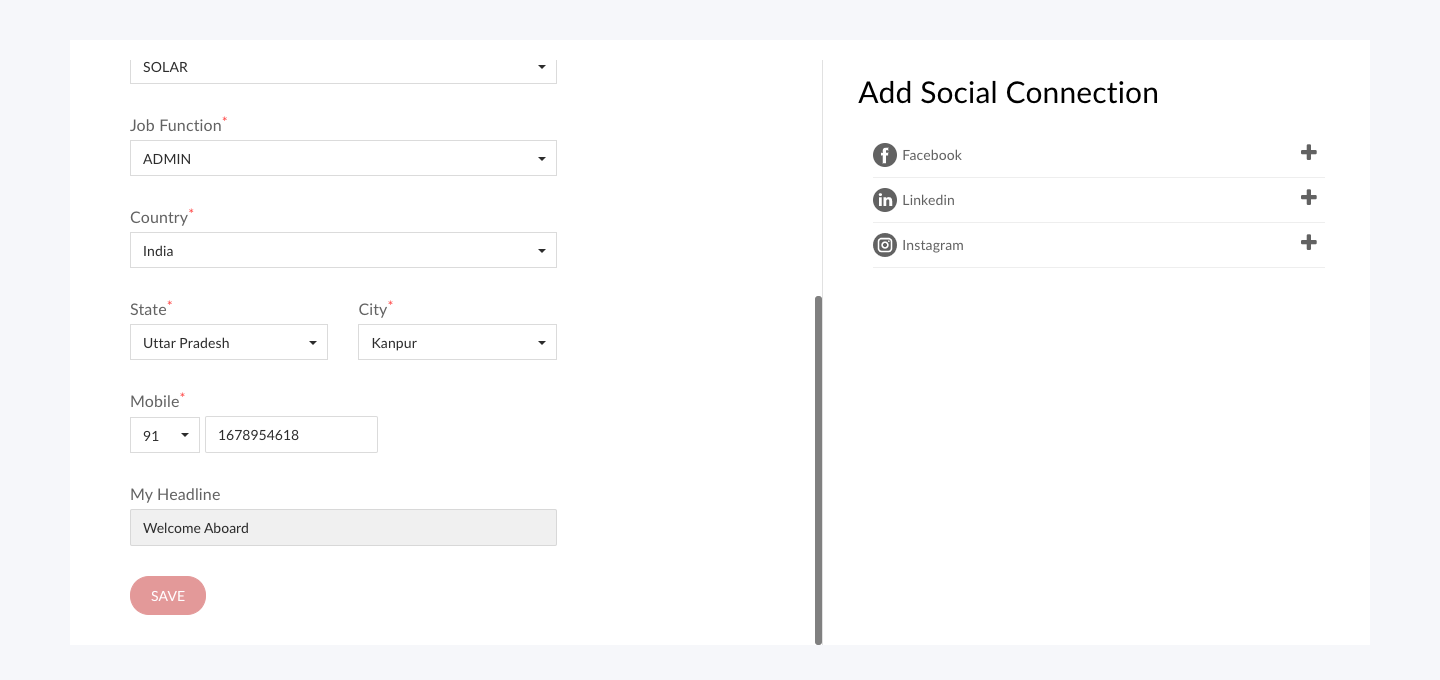 SOLAR
Job Function*
ADMIN
Country*
India
State* City*
Uttar Pradesh Kanpur
Mobile*
91 1678954618
My Headline
Welcome Aboard
SAVE
Add Social Connection
Facebook
Linkedin
Instagram